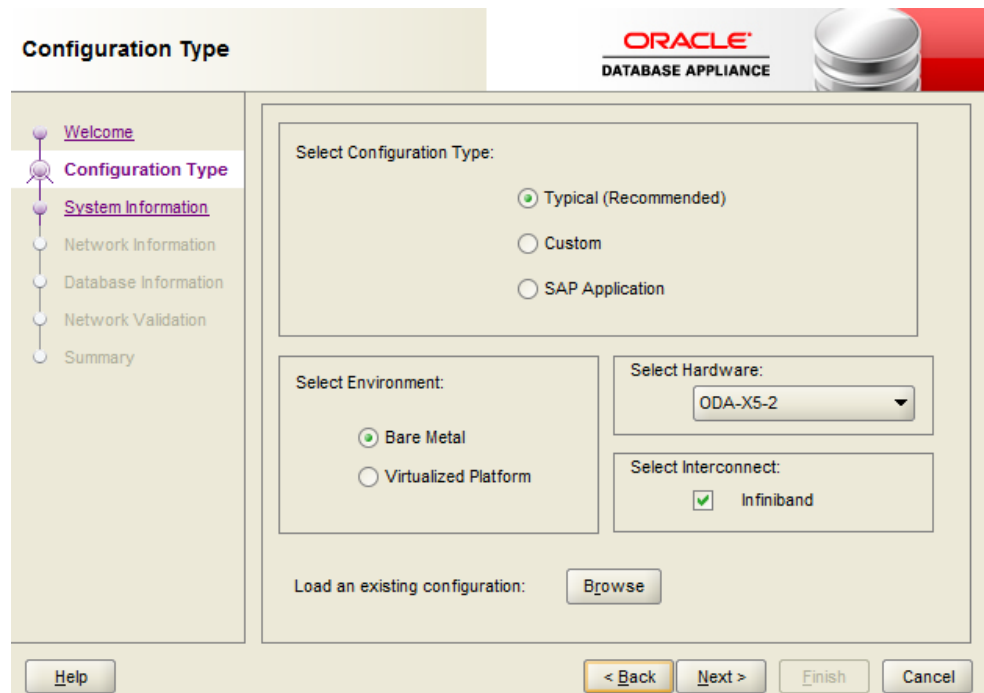 Configuration Type
ORACLE
DATABASE APPLIANCE
Welcome
Configuration Type
System Information
Network Information
Database Information
Network Validation
Summary
Select Configuration Type:
Typical (Recommended)
Custom
SAP Application
Select Environment:
Bare Metal
Virtualized Platform
Select Hardware:
ODA-X5-2
Select Interconnect:
Infiniband
Load an existing configuration:
Browse
Help
< Back
Next >
Finish
Cancel